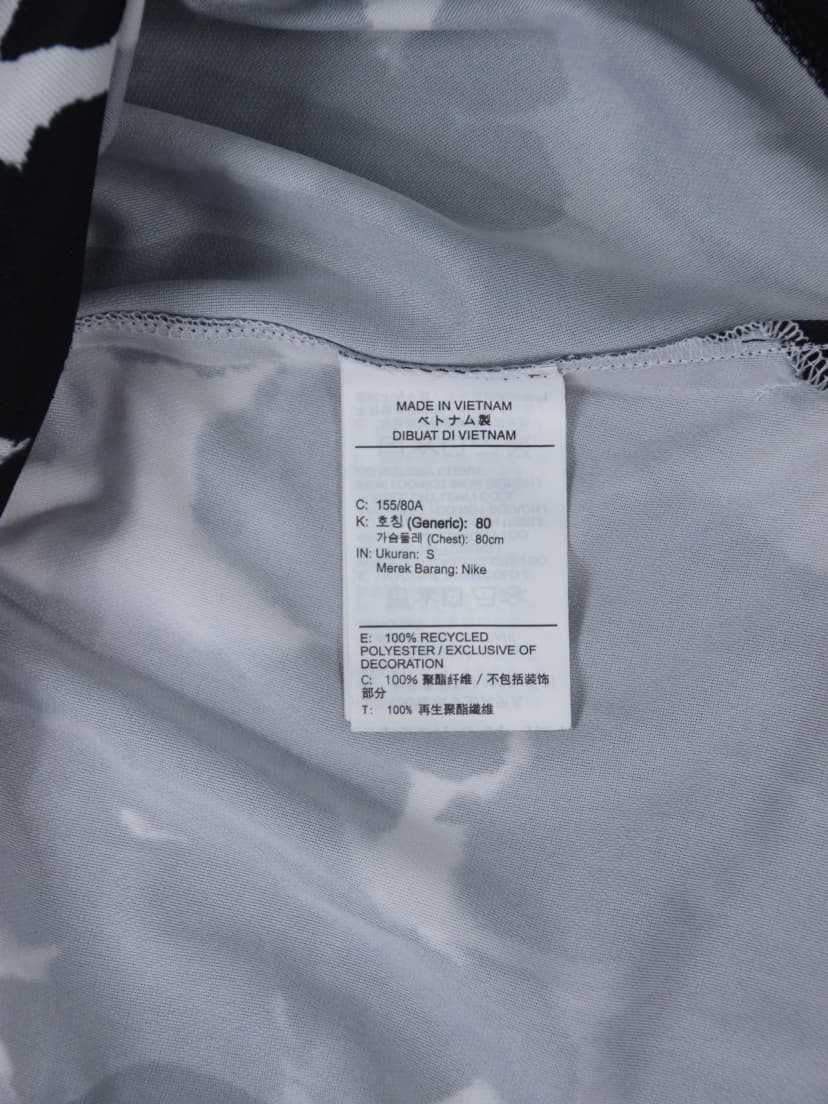 MADE IN VIETNAM
ベトナム製
DIBUAT DI VIETNAM
C: 155/80A
K: 호칭 (Generic): 80
가슴둘레 (Chest): 80cm
IN: Ukuran: S
Merek Barang: Nike
E: 100% RECYCLED
POLYESTER / EXCLUSIVE OF
DECORATION
C: 100% 聚酯纤维 / 不包括装饰
部分
T: 100% 再生聚酯纖維